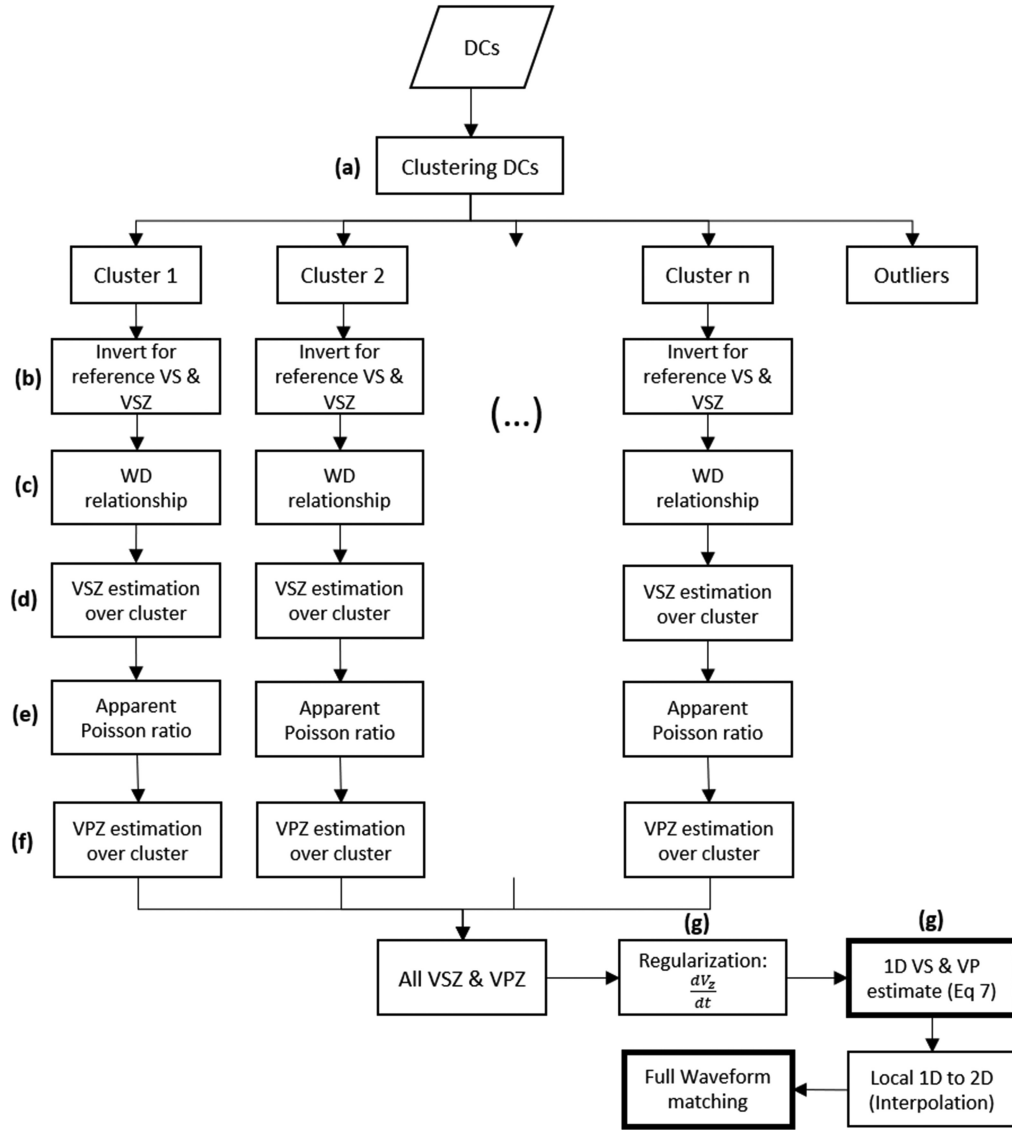 DCs
(a)
Clustering DCs
Cluster 1
Cluster 2
Cluster n
Outliers
(b)
Invert for
reference VS &
VSZ
Invert for
reference VS &
VSZ
(...)
Invert for
reference VS &
VSZ
(c)
WD
relationship
WD
relationship
WD
relationship
(d)
VSZ estimation
over cluster
VSZ estimation
over cluster
VSZ estimation
over cluster
(e)
Apparent
Poisson ratio
Apparent
Poisson ratio
Apparent
Poisson ratio
(f)
VPZ estimation
over cluster
VPZ estimation
over cluster
VPZ estimation
over cluster
All VSZ & VPZ
(g)
Regularization:
dVz
dt
(g)
1D VS & VP
estimate (Eq 7)
Local 1D to 2D
(Interpolation)
Full Waveform
matching